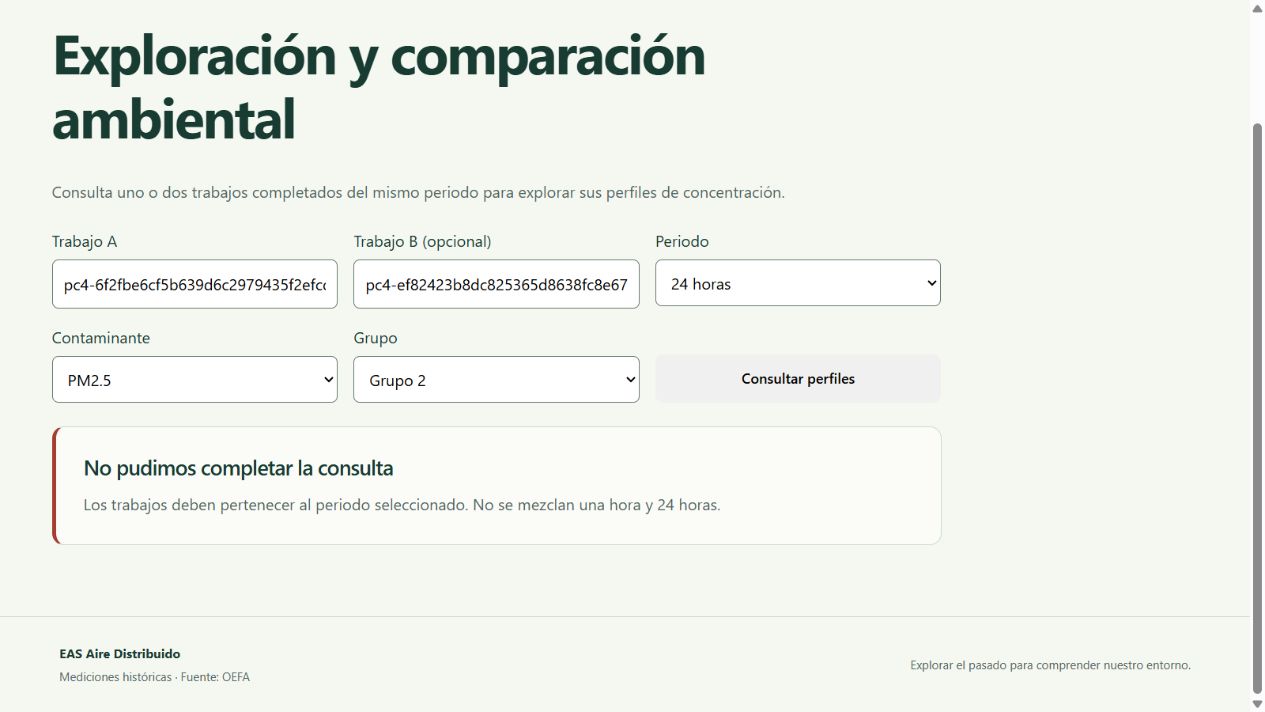 Exploración y comparación
ambiental
Consulta uno o dos trabajos completados del mismo periodo para explorar sus perfiles de concentración.
Trabajo A
Trabajo B (opcional)
Periodo
pc4-6f2fbe6cf5b639d6c2979435f2efc
pc4-ef82423b8dc825365d8638fc8e67
24 horas
Contaminante
Grupo
PM2.5
Grupo 2
Consultar perfiles
No pudimos completar la consulta
Los trabajos deben pertenecer al periodo seleccionado. No se mezclan una hora y 24 horas.
EAS Aire Distribuido
Mediciones históricas · Fuente: OEFA
Explorar el pasado para comprender nuestro entorno.